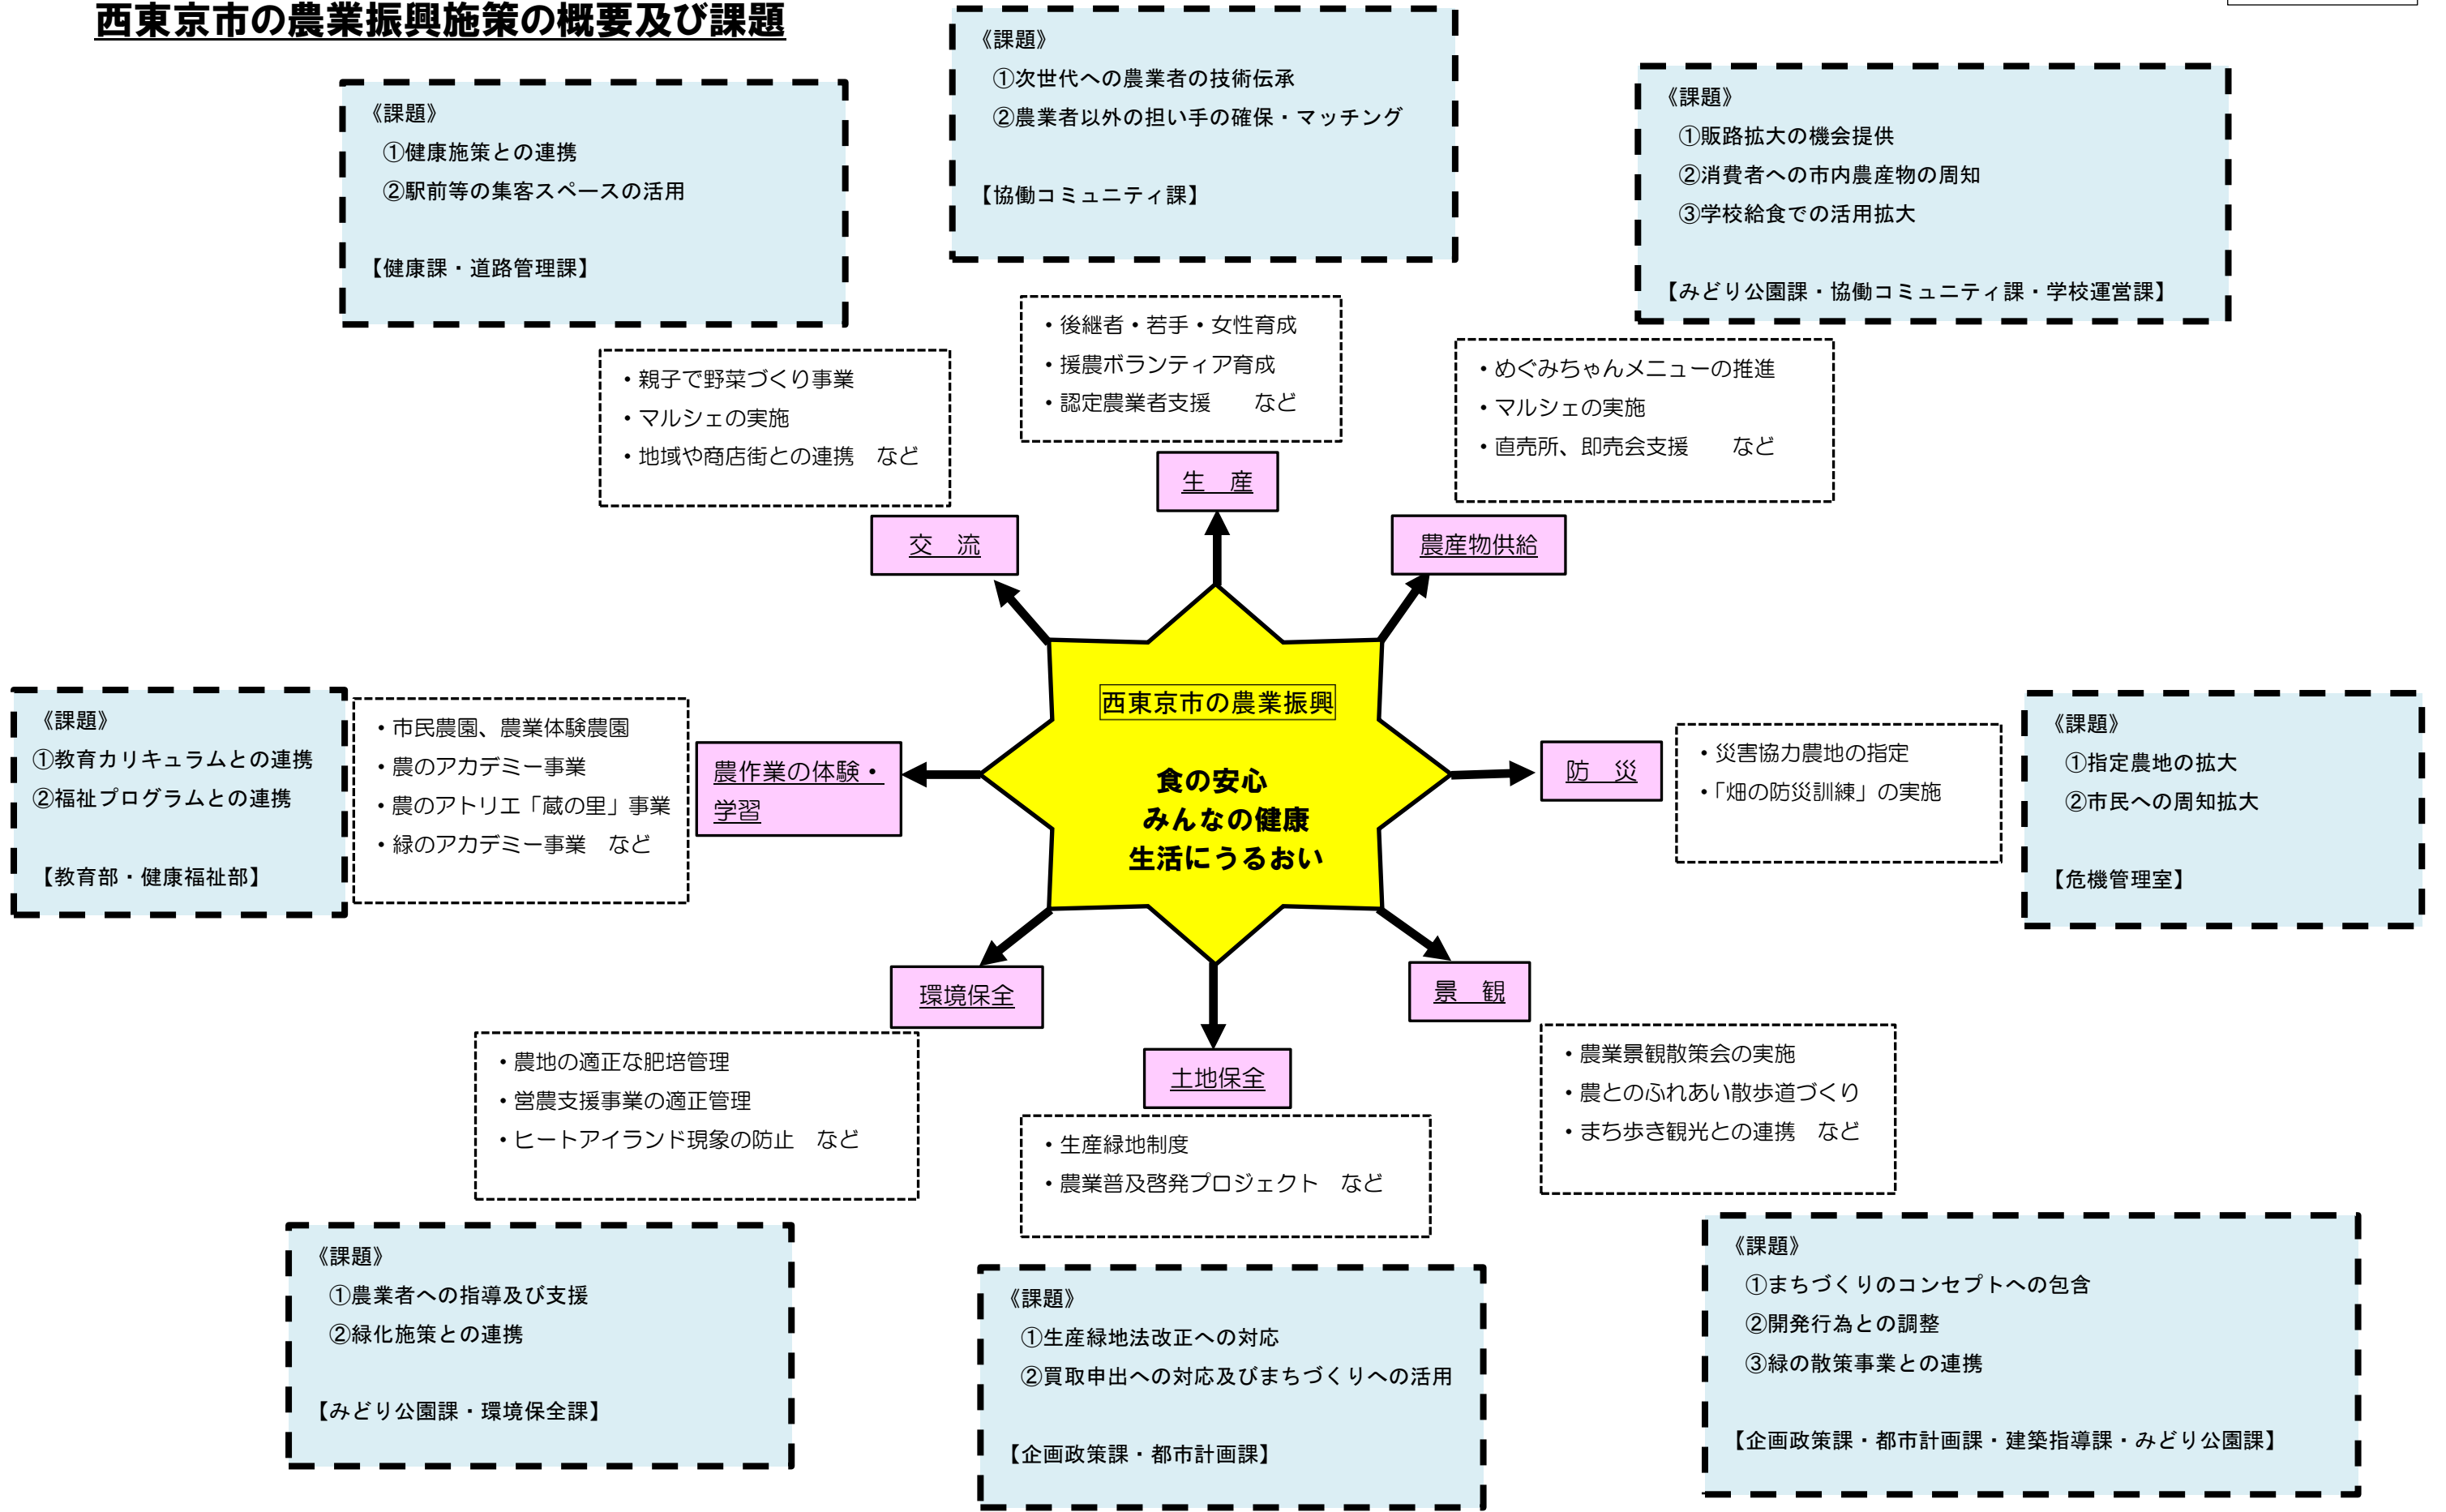 西東京市の農業振興施策の概要及び課題
《課題》
①健康施策との連携
②駅前等の集客スペースの活用
【健康課・道路管理課】
《課題》
①次世代への農業者の技術伝承
②農業者以外の担い手の確保・マッチング
【協働コミュニティ課】
《課題》
①販路拡大の機会提供
②消費者への市内農産物の周知
③学校給食での活用拡大
【みどり公園課・協働コミュニティ課・学校運営課】
・親子で野菜づくり事業
・マルシェの実施
・地域や商店街との連携　など
・後継者・若手・女性育成
・援農ボランティア育成
・認定農業者支援　　など
・めぐみちゃんメニューの推進
・マルシェの実施
・直売所、即売会支援　　など
交　流
生　産
農産物供給
《課題》
①教育カリキュラムとの連携
②福祉プログラムとの連携
【教育部・健康福祉部】
・市民農園、農業体験農園
・農のアカデミー事業
・農のアトリエ「蔵の里」事業
・緑のアカデミー事業　など
農作業の体験・
学習
西東京市の農業振興
食の安心
みんなの健康
生活にうるおい
防　災
・災害協力農地の指定
・「畑の防災訓練」の実施
《課題》
①指定農地の拡大
②市民への周知拡大
【危機管理室】
環境保全
土地保全
景　観
・農地の適正な肥培管理
・営農支援事業の適正管理
・ヒートアイランド現象の防止　など
・生産緑地制度
・農業普及啓発プロジェクト　など
・農業景観散策会の実施
・農とのふれあい散歩道づくり
・まち歩き観光との連携　など
《課題》
①農業者への指導及び支援
②緑化施策との連携
【みどり公園課・環境保全課】
《課題》
①生産緑地法改正への対応
②買取申出への対応及びまちづくりへの活用
【企画政策課・都市計画課】
《課題》
①まちづくりのコンセプトへの包含
②開発行為との調整
③緑の散策事業との連携
【企画政策課・都市計画課・建築指導課・みどり公園課】